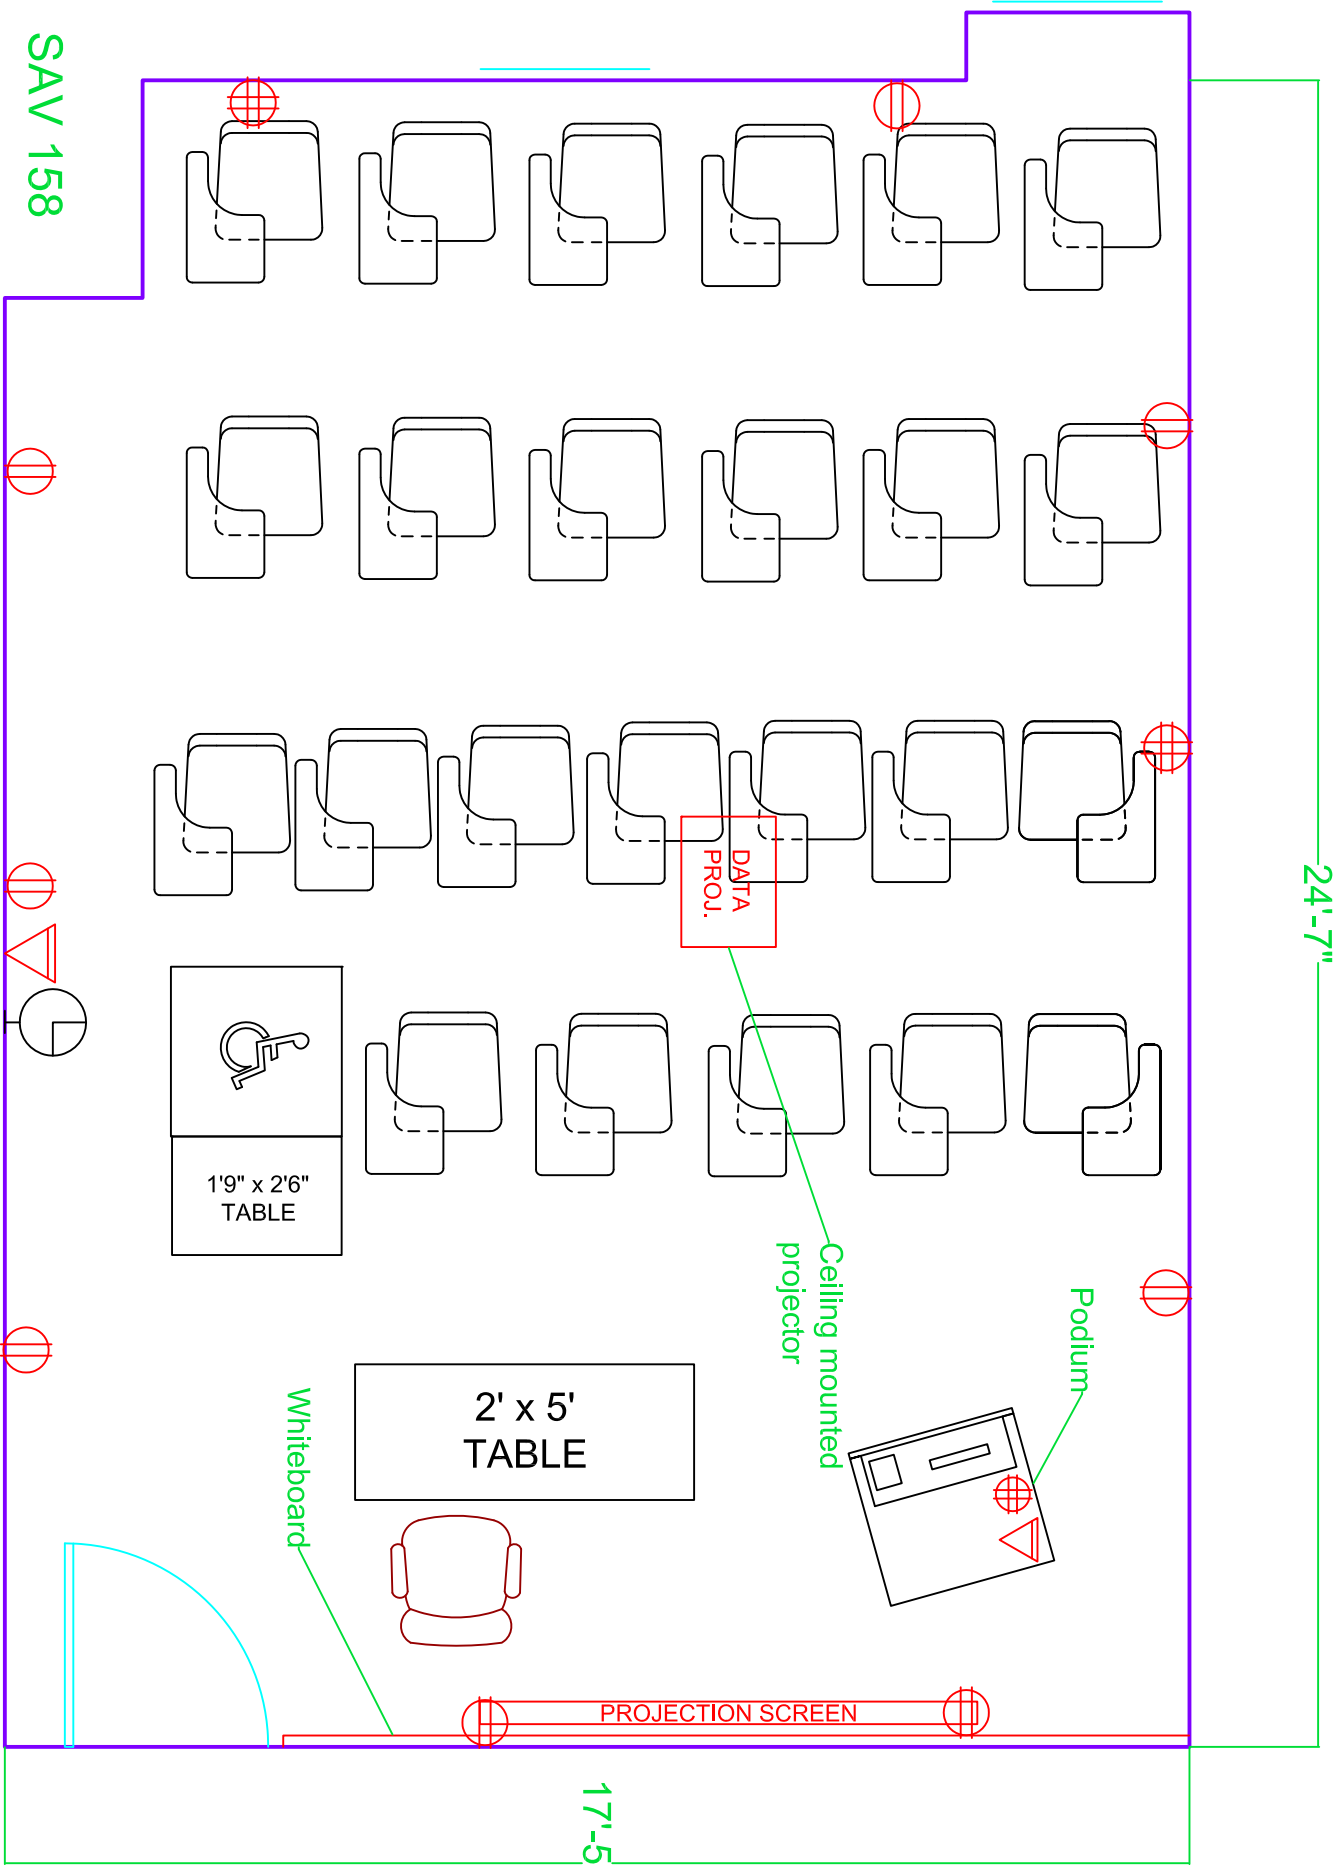 SAV 158
24'-7"
DATA
PROJ.
1'9" x 2'6"
TABLE
Ceiling mounted
projector
Podium
2' x 5'
TABLE
Whiteboard
PROJECTION SCREEN
17'-5